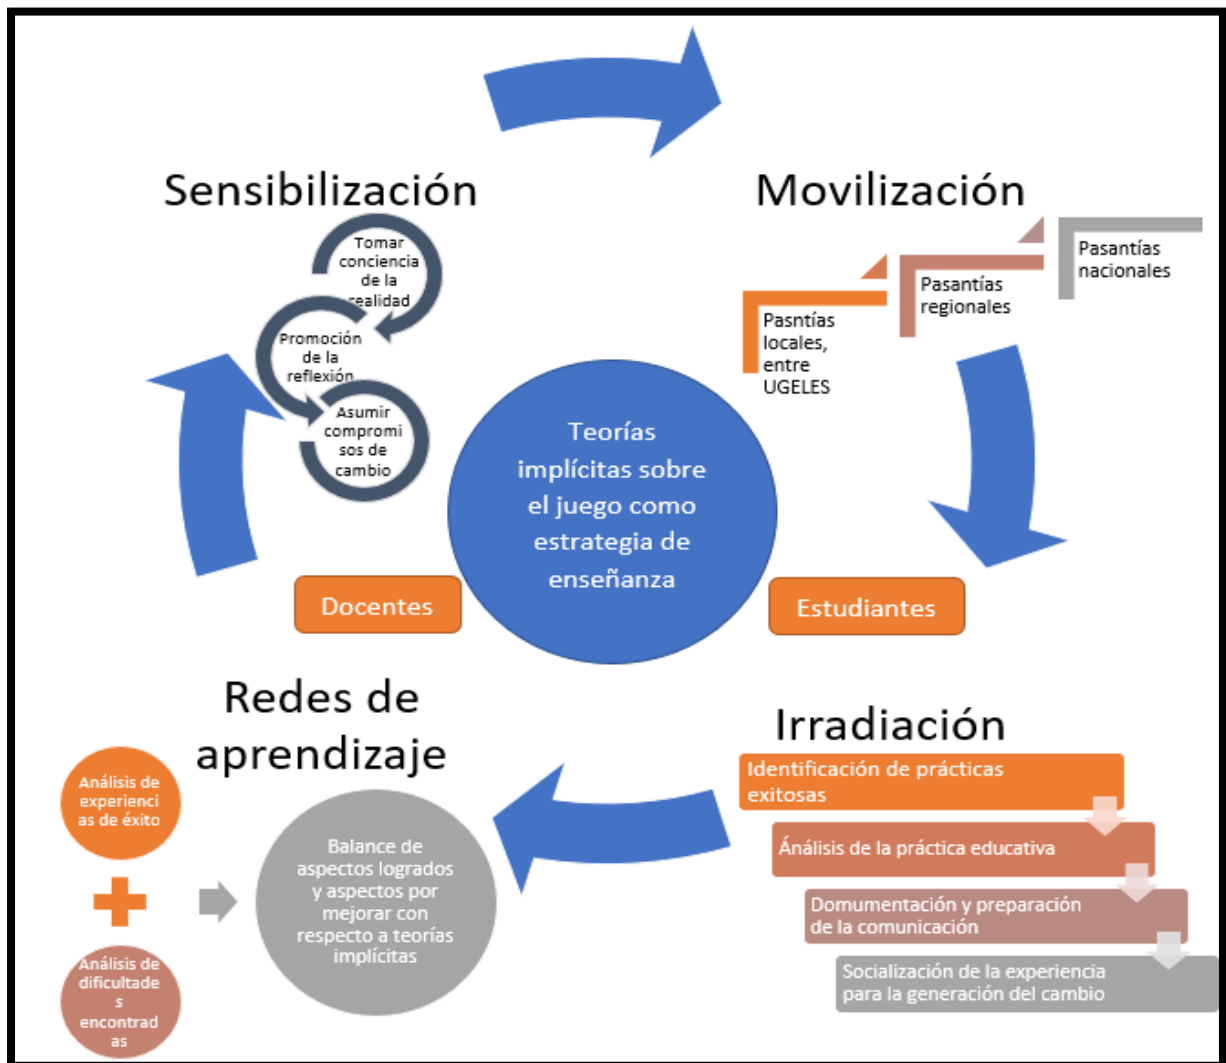 Sensibilización
Tomar
conciencia
de la
realidad
Promoción
de la
reflexión
Asumir
compromi
sos de
cambio
Movilización
Pasntías
locales,
entre
UGELES
Pasantías
regionales
Pasantías
nacionales
Teorías
implícitas sobre
el juego como
estrategia de
enseñanza
Docentes
Estudiantes
Redes de
aprendizaje
Análisis de
experienci
as de éxito
Análisis de
dificultade
s
encontrad
as
Balance de
aspectos logrados
y aspectos por
mejorar con
respecto a teorías
implícitas
Irradiación
Identificación de prácticas
exitosas
Ánálisis de la práctica educativa
Domumentación y preparación
de la comunicación
Socialización de la experiencia
para la generación del cambio